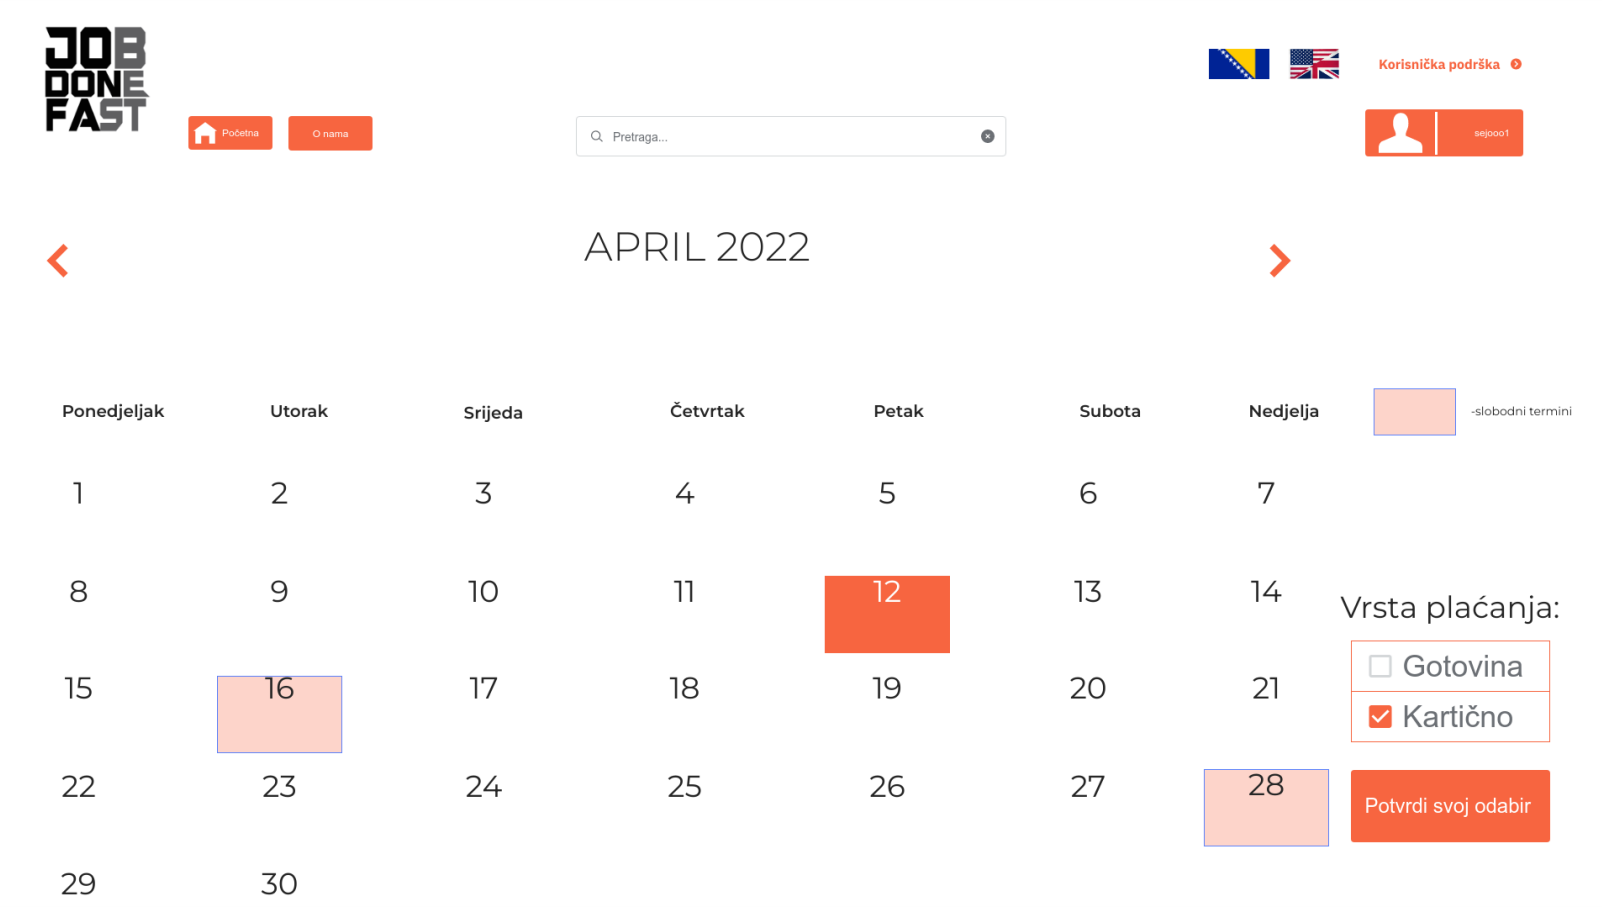 JOB
DONE
FAST
Korisnička podrška
Početna
O nama
Pretraga...
sejooo1
APRIL 2022
Ponedjeljak Utorak Srijeda Četvrtak Petak Subota Nedjelja
-slobodni termini
1 2 3 4 5 6 7
8 9 10 11 12 13 14
Vrsta plaćanja:
Gotovina
15 16 17 18 19 20 21
Kartično
22 23 24 25 26 27 28
Potvrdi svoj odabir
29 30